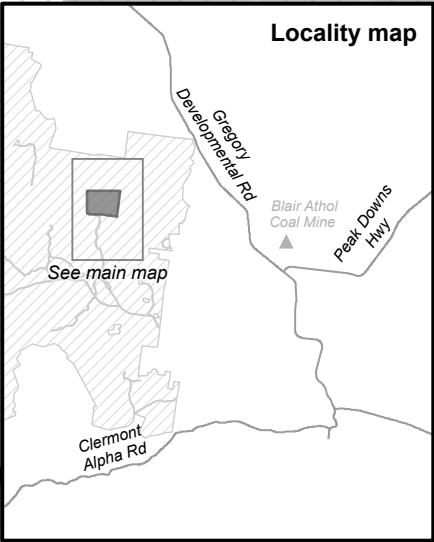 Locality map
Gregory
Developmental Rd
Blair Athol
Coal Mine
Peak Downs
Hwy
See main map
Clermont
Alpha Rd